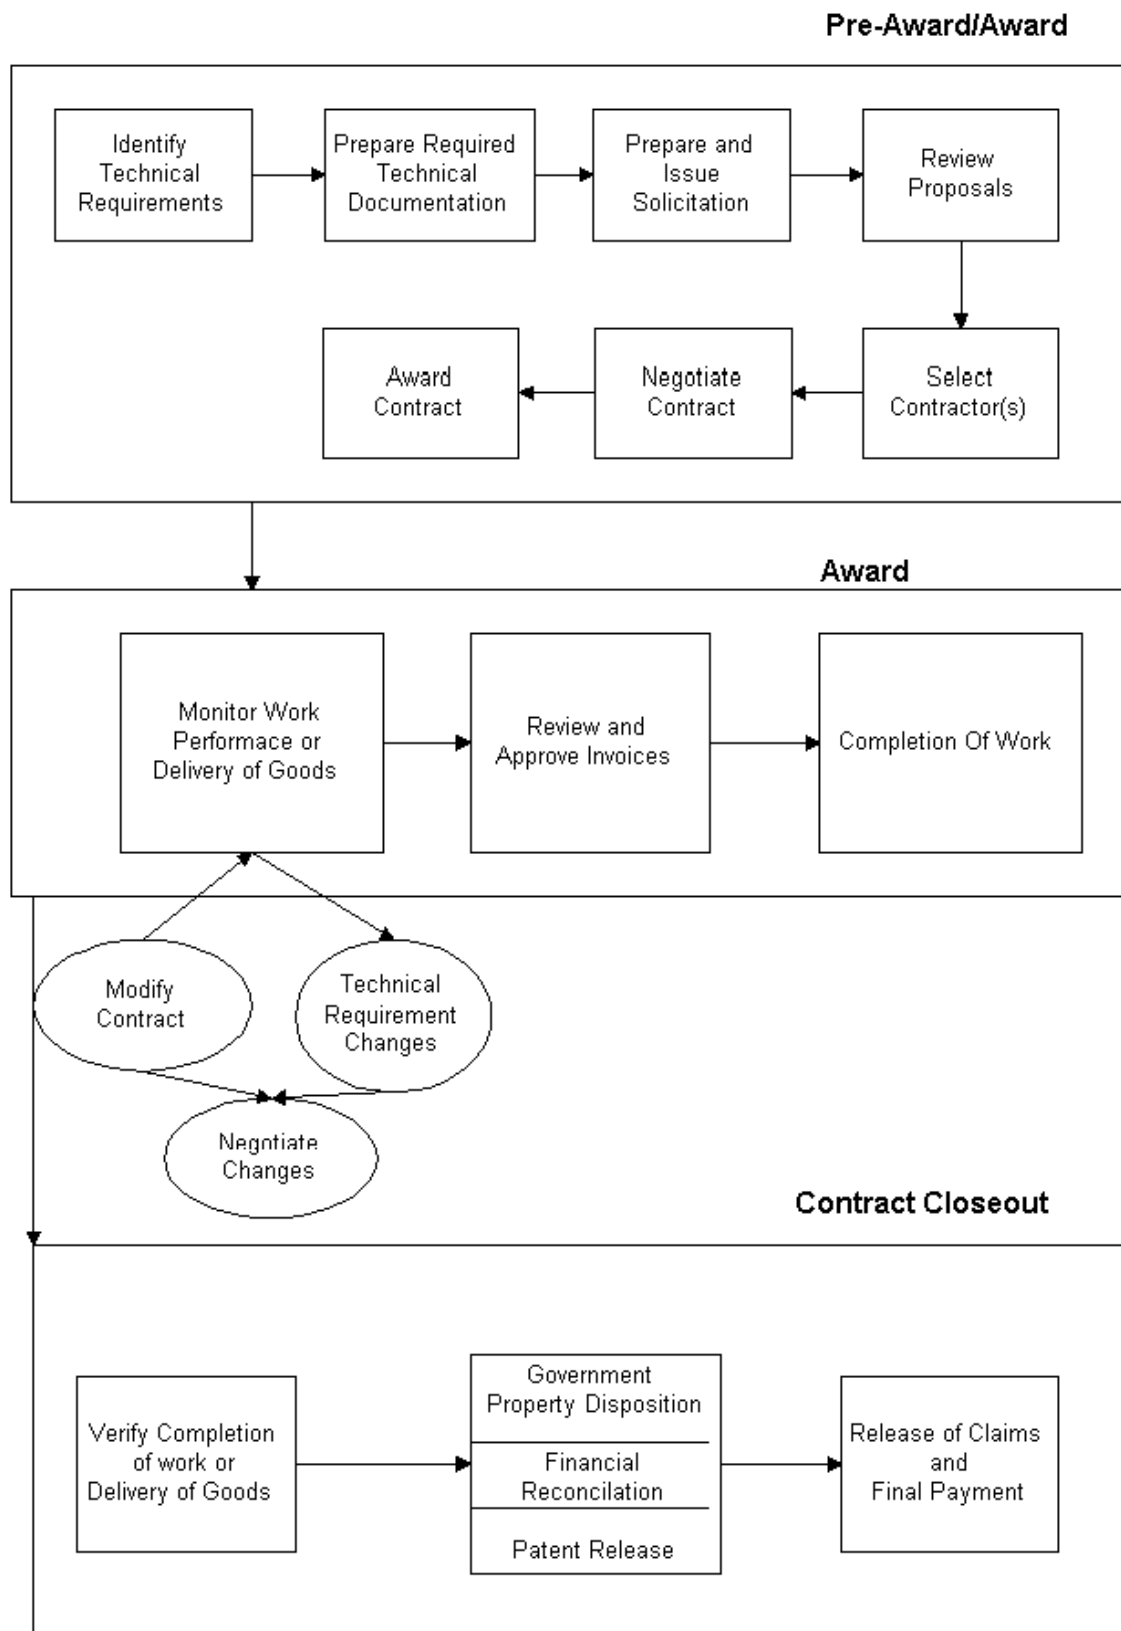 Pre-Award/Award
Identify
Technical
Requirements
Prepare Required
Technical
Documentation
Prepare and
Issue
Solicitation
Review
Proposals
Award
Contract
Negotiate
Contract
Select
Contractor(s)
Award
Monitor Work
Performace or
Delivery of Goods
Review and
Approve Invoices
Completion Of Work
Modify
Contract
Technical
Requirement
Changes
Negotiate
Changes
Contract Closeout
Verify Completion
of work or
Delivery of Goods
Government
Property Disposition
Financial
Reconcilation
Patent Release
Release of Claims
and
Final Payment